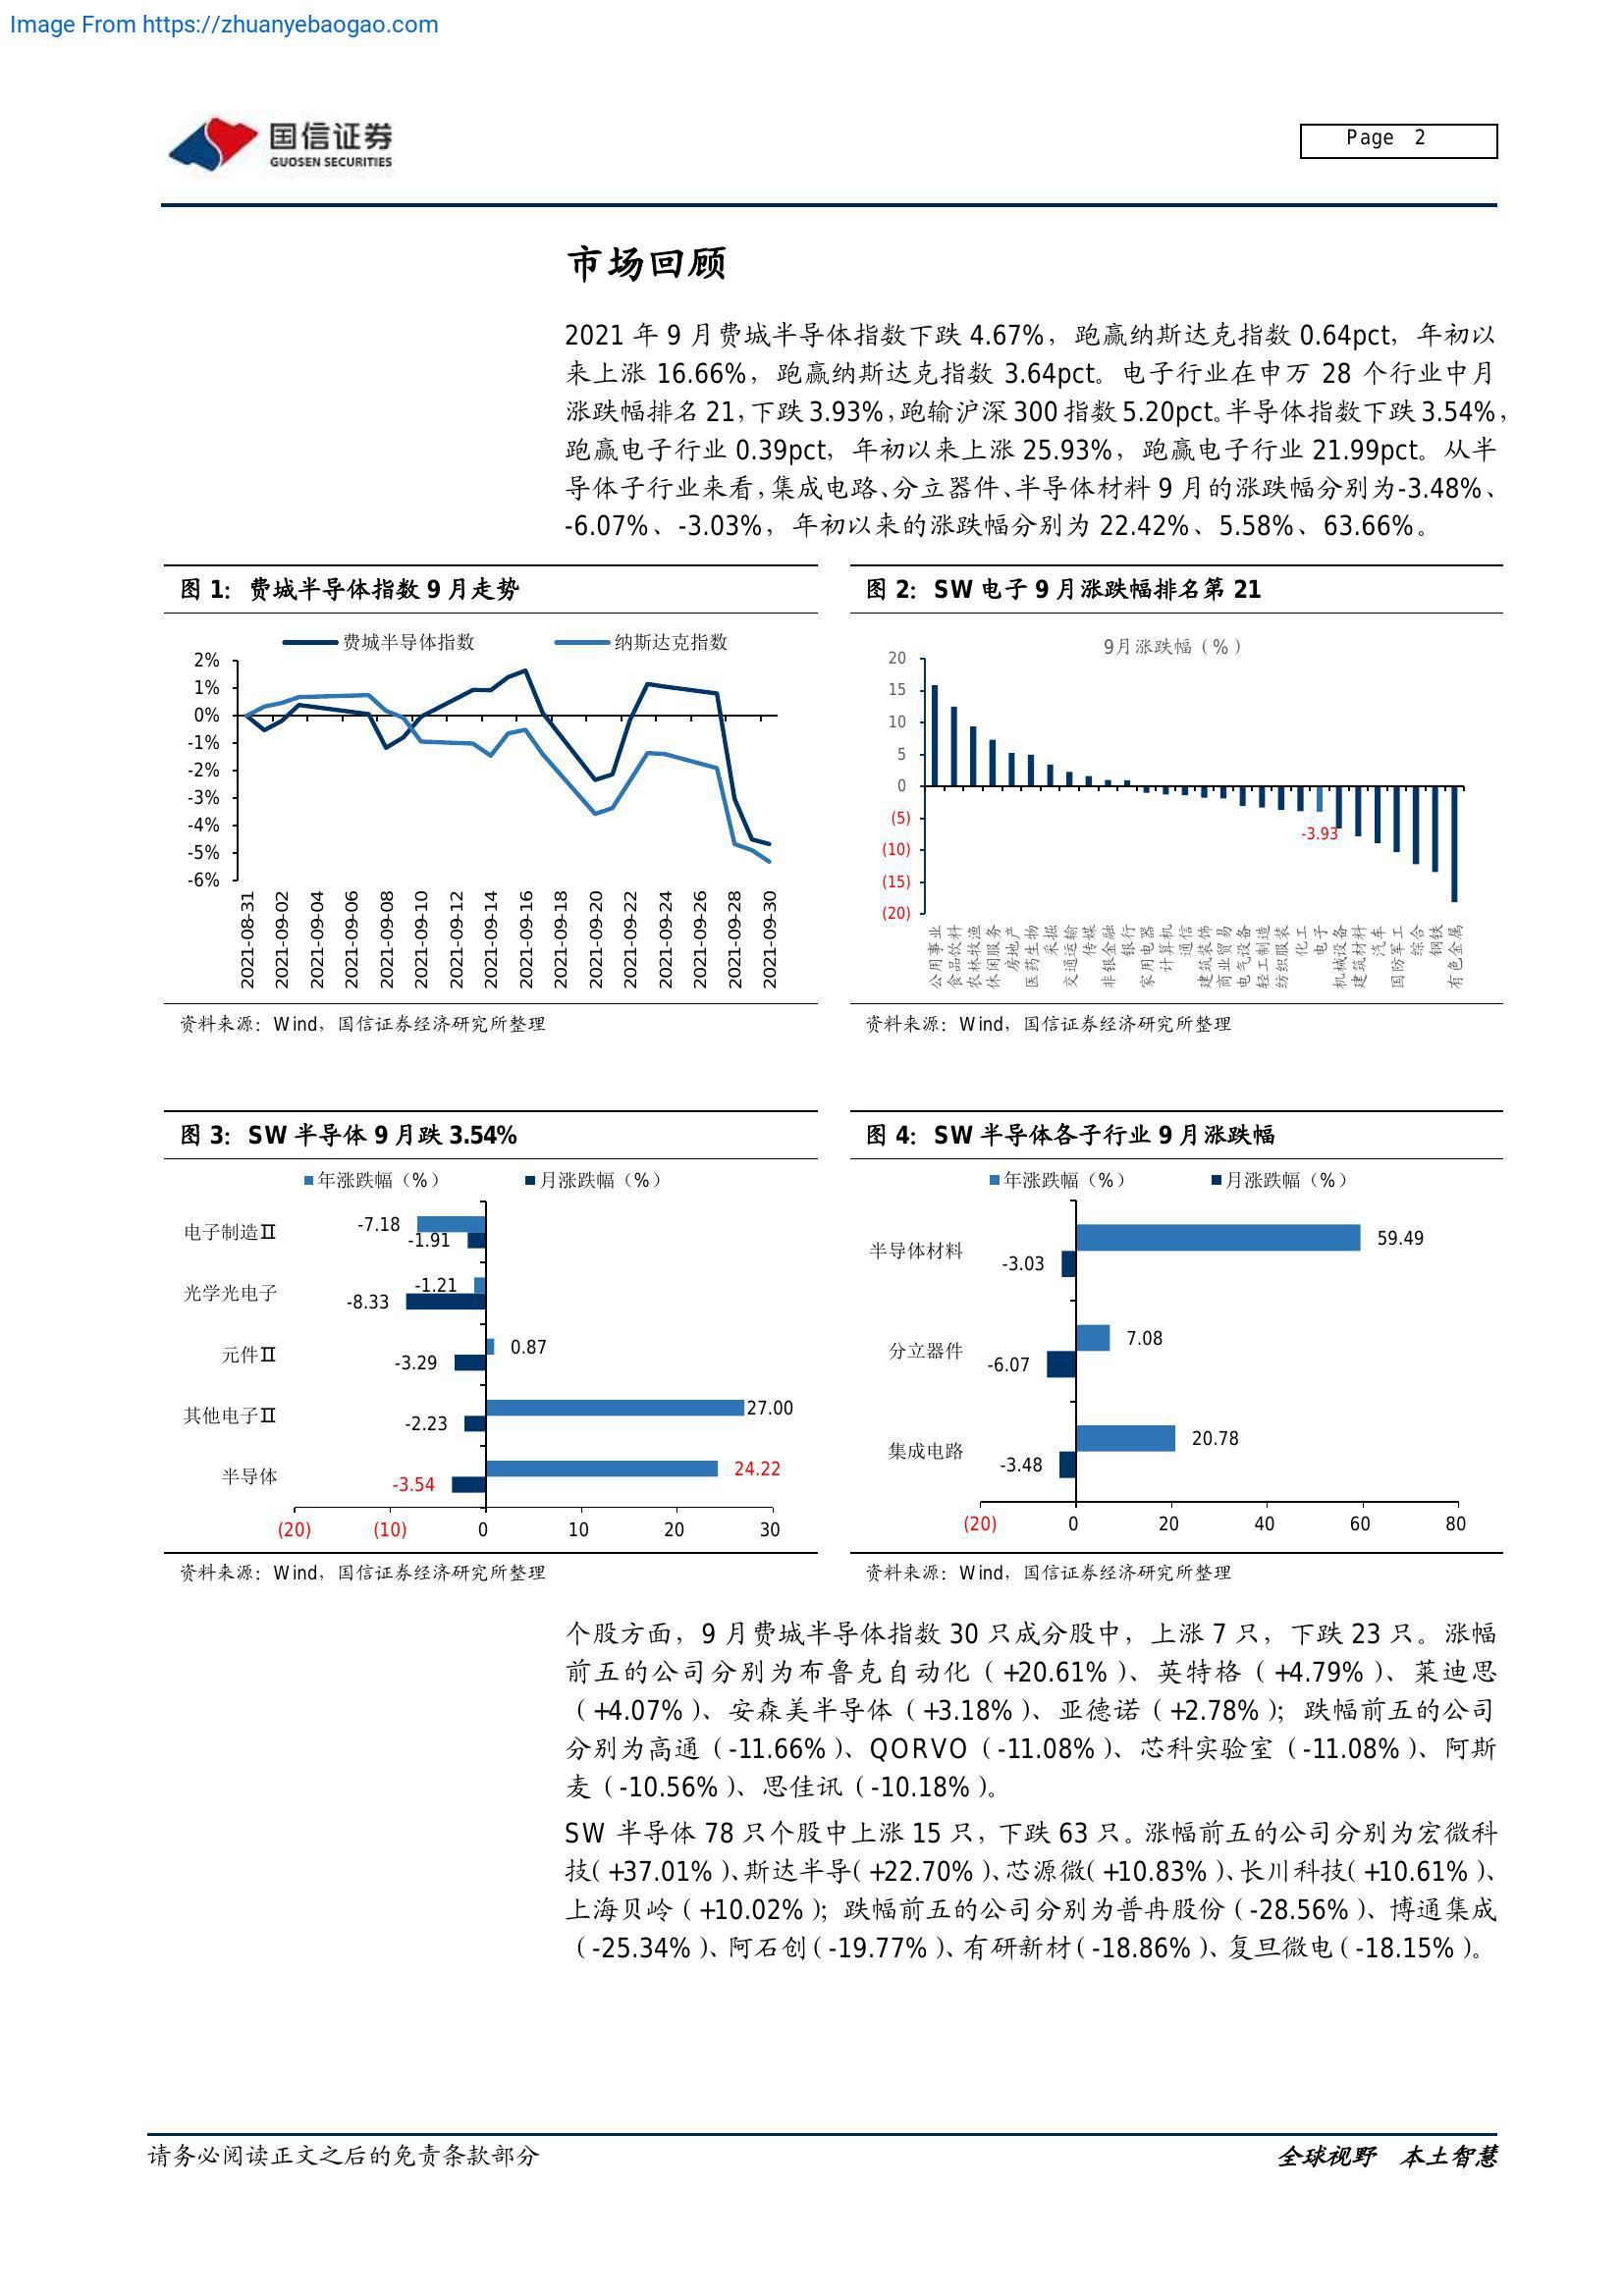 Image From https://zhuanyebaogao.com
国信证券
GUOSEN SECURITIES
Page 2
市场回顾
2021 年 9 月费城半导体指数下跌 4.67%，跑赢纳斯达克指数 0.64pct，年初以
来上涨 16.66%，跑赢纳斯达克指数 3.64pct。电子行业在申万 28 个行业中月
涨跌幅排名 21，下跌 3.93%，跑输沪深 300 指数 5.20pct。半导体指数下跌 3.54%，
跑赢电子行业 0.39pct，年初以来上涨 25.93%，跑赢电子行业 21.99pct。从半
导体子行业来看，集成电路、分立器件、半导体材料 9 月的涨跌幅分别为-3.48%、
-6.07%、-3.03%，年初以来的涨跌幅分别为 22.42%、5.58%、63.66%。
图 1：费城半导体指数 9 月走势
费城半导体指数 纳斯达克指数
2%
1%
0%
-1%
-2%
-3%
-4%
-5%
-6%
2021-08-31
2021-09-02
2021-09-04
2021-09-06
2021-09-08
2021-09-10
2021-09-12
2021-09-14
2021-09-16
2021-09-18
2021-09-20
2021-09-22
2021-09-24
2021-09-26
2021-09-28
2021-09-30
资料来源：Wind，国信证券经济研究所整理
图 2：SW 电子 9 月涨跌幅排名第 21
9月涨跌幅（%）
20
15
10
5
0
(5)
(10)
(15)
(20)
-3.93
公用事业
食品饮料
农林牧渔
休闲服务
房地产
医药生物
采掘
交通运输
传媒
非银金融
银行
家用电器
计算机
通信
建筑装饰
商业贸易
电气设备
轻工制造
纺织服装
化工
电子
机械设备
建筑材料
汽车
国防军工
综合
钢铁
有色金属
资料来源：Wind，国信证券经济研究所整理
图 3：SW 半导体 9 月跌 3.54%
年涨跌幅（%） 月涨跌幅（%）
电子制造Ⅱ -7.18
-1.91
光学光电子 -1.21
-8.33
元件Ⅱ 0.87
-3.29
其他电子Ⅱ 27.00
-2.23
半导体 24.22
-3.54
(20) (10) 0 10 20 30
资料来源：Wind，国信证券经济研究所整理
图 4：SW 半导体各子行业 9 月涨跌幅
年涨跌幅（%） 月涨跌幅（%）
半导体材料 59.49
-3.03
分立器件 7.08
-6.07
集成电路 20.78
-3.48
(20) 0 20 40 60 80
资料来源：Wind，国信证券经济研究所整理
个股方面，9 月费城半导体指数 30 只成分股中，上涨 7 只，下跌 23 只。涨幅
前五的公司分别为布鲁克自动化（+20.61%）、英特格（+4.79%）、莱迪思
（+4.07%）、安森美半导体（+3.18%）、亚德诺（+2.78%）；跌幅前五的公司
分别为高通（-11.66%）、QORVO（-11.08%）、芯科实验室（-11.08%）、阿斯
麦（-10.56%）、思佳讯（-10.18%）。
SW 半导体 78 只个股中上涨 15 只，下跌 63 只。涨幅前五的公司分别为宏微科
技（+37.01%）、斯达半导（+22.70%）、芯源微（+10.83%）、长川科技（+10.61%）、
上海贝岭（+10.02%）；跌幅前五的公司分别为普冉股份（-28.56%）、博通集成
（-25.34%）、阿石创（-19.77%）、有研新材（-18.86%）、复旦微电（-18.15%）。
请务必阅读正文之后的免责条款部分
全球视野 本土智慧